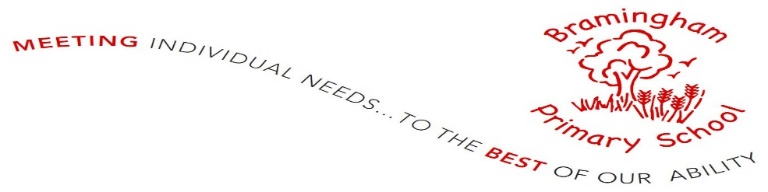 MEETING INDIVIDUAL NEEDS... TO THE BEST OF OUR ABILITY
Bramingham
Primary School